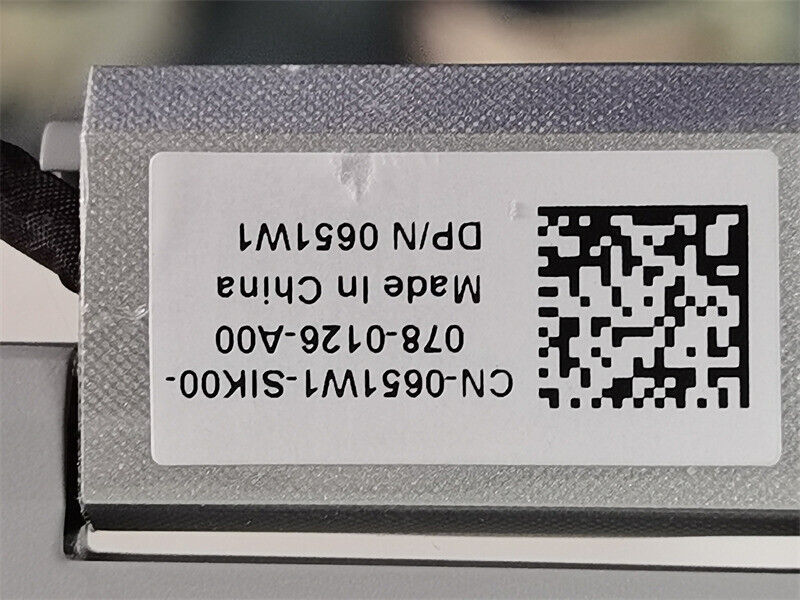 CN-0651W1-SIK00-
078-0126-A00
Made In China
DP/N 0651W1